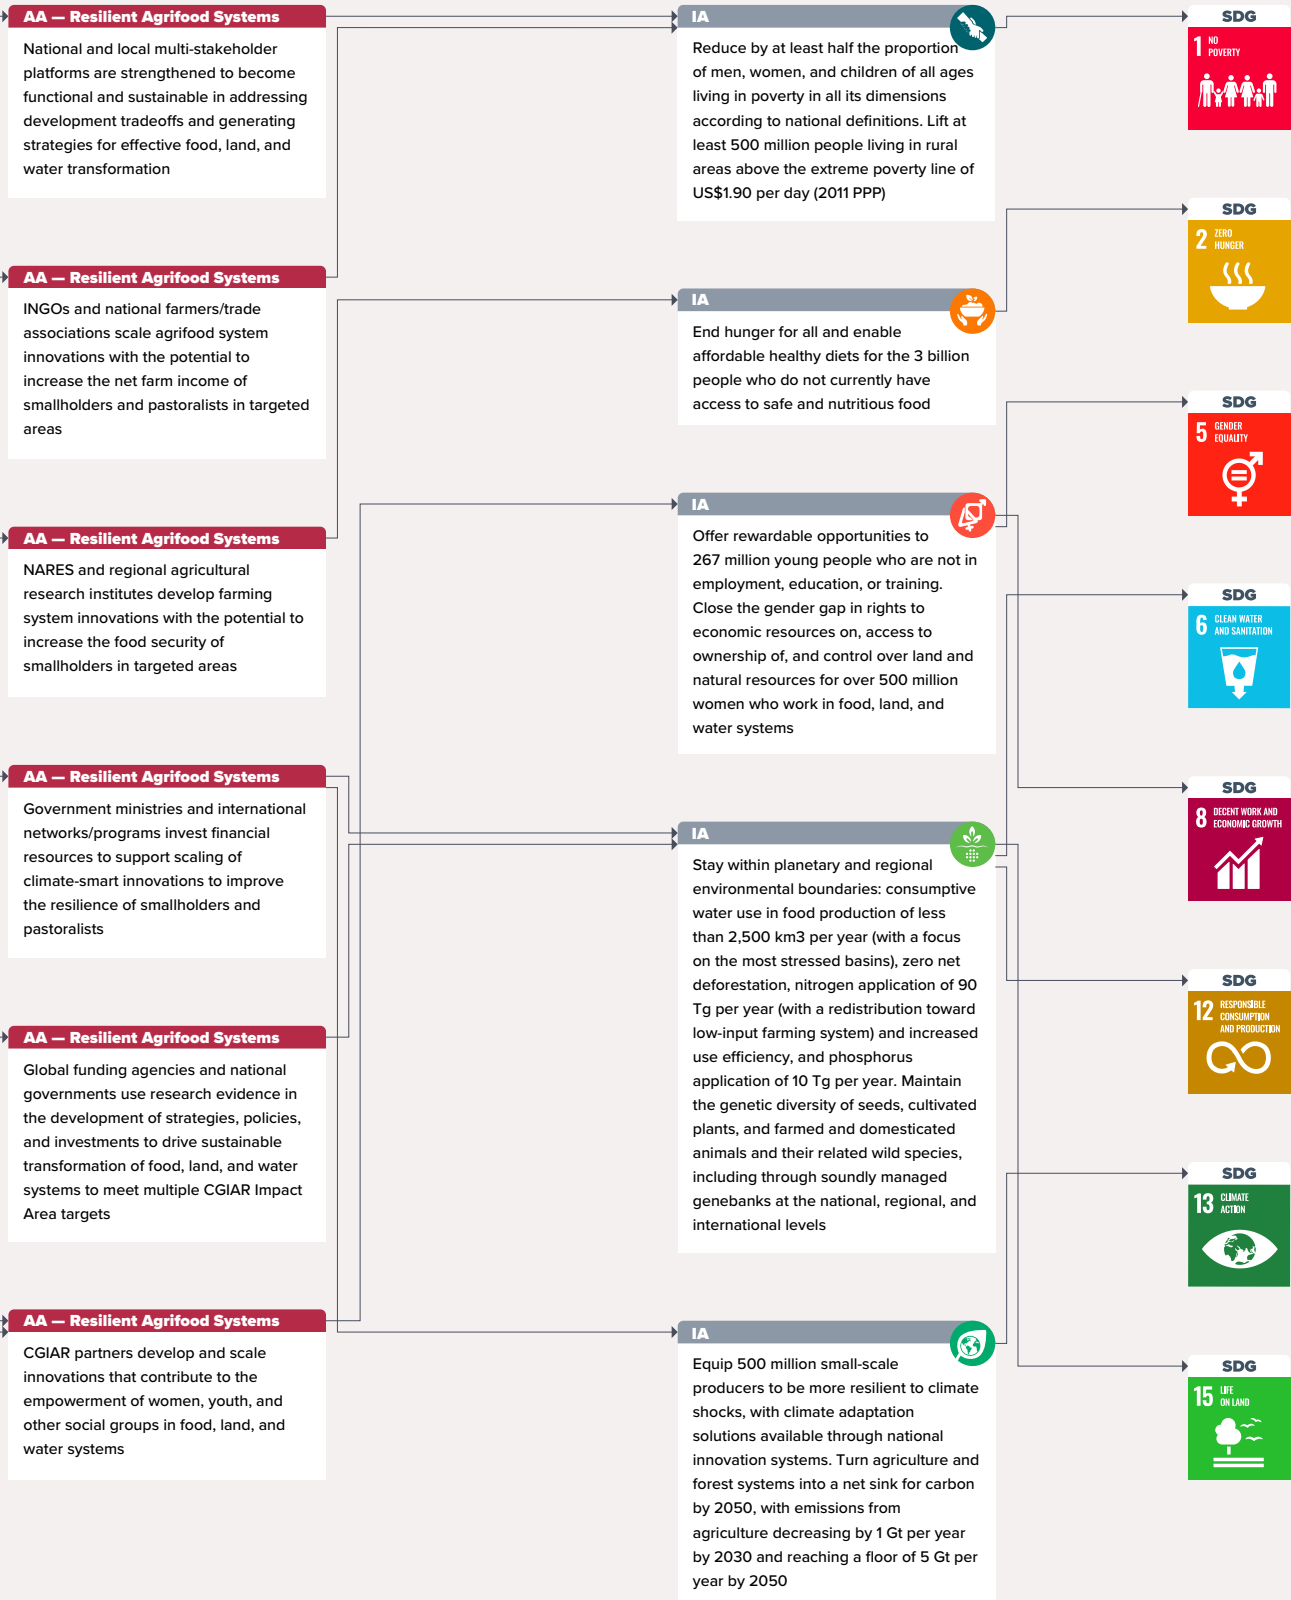 AA — Resilient Agrifood Systems
National and local multi-stakeholder
platforms are strengthened to become
functional and sustainable in addressing
development tradeoffs and generating
strategies for effective food, land, and
water transformation
AA — Resilient Agrifood Systems
INGOs and national farmers/trade
associations scale agrifood system
innovations with the potential to
increase the net farm income of
smallholders and pastoralists in targeted
areas
AA — Resilient Agrifood Systems
NARES and regional agricultural
research institutes develop farming
system innovations with the potential to
increase the food security of
smallholders in targeted areas
AA — Resilient Agrifood Systems
Government ministries and international
networks/programs invest financial
resources to support scaling of
climate-smart innovations to improve
the resilience of smallholders and
pastoralists
AA — Resilient Agrifood Systems
Global funding agencies and national
governments use research evidence in
the development of strategies, policies,
and investments to drive sustainable
transformation of food, land, and water
systems to meet multiple CGIAR Impact
Area targets
AA — Resilient Agrifood Systems
CGIAR partners develop and scale
innovations that contribute to the
empowerment of women, youth, and
other social groups in food, land, and
water systems
IA
Reduce by at least half the proportion
of men, women, and children of all ages
living in poverty in all its dimensions
according to national definitions. Lift at
least 500 million people living in rural
areas above the extreme poverty line of
US$1.90 per day (2011 PPP)
IA
End hunger for all and enable
affordable healthy diets for the 3 billion
people who do not currently have
access to safe and nutritious food
IA
Offer rewardable opportunities to
267 million young people who are not in
employment, education, or training.
Close the gender gap in rights to
economic resources on, access to
ownership of, and control over land and
natural resources for over 500 million
women who work in food, land, and
water systems
IA
Stay within planetary and regional
environmental boundaries: consumptive
water use in food production of less
than 2,500 km3 per year (with a focus
on the most stressed basins), zero net
deforestation, nitrogen application of 90
Tg per year (with a redistribution toward
low-input farming system) and increased
use efficiency, and phosphorus
application of 10 Tg per year. Maintain
the genetic diversity of seeds, cultivated
plants, and farmed and domesticated
animals and their related wild species,
including through soundly managed
genebanks at the national, regional, and
international levels
IA
Equip 500 million small-scale
producers to be more resilient to climate
shocks, with climate adaptation
solutions available through national
innovation systems. Turn agriculture and
forest systems into a net sink for carbon
by 2050, with emissions from
agriculture decreasing by 1 Gt per year
by 2030 and reaching a floor of 5 Gt per
year by 2050
SDG
1 NO
POVERTY
SDG
2 ZERO
HUNGER
SDG
5 GENDER
EQUALITY
SDG
6 CLEAN WATER
AND SANITATION
SDG
8 DECENT WORK AND
ECONOMIC GROWTH
SDG
12 RESPONSIBLE
CONSUMPTION
AND PRODUCTION
SDG
13 CLIMATE
ACTION
SDG
15 LIFE
ON LAND